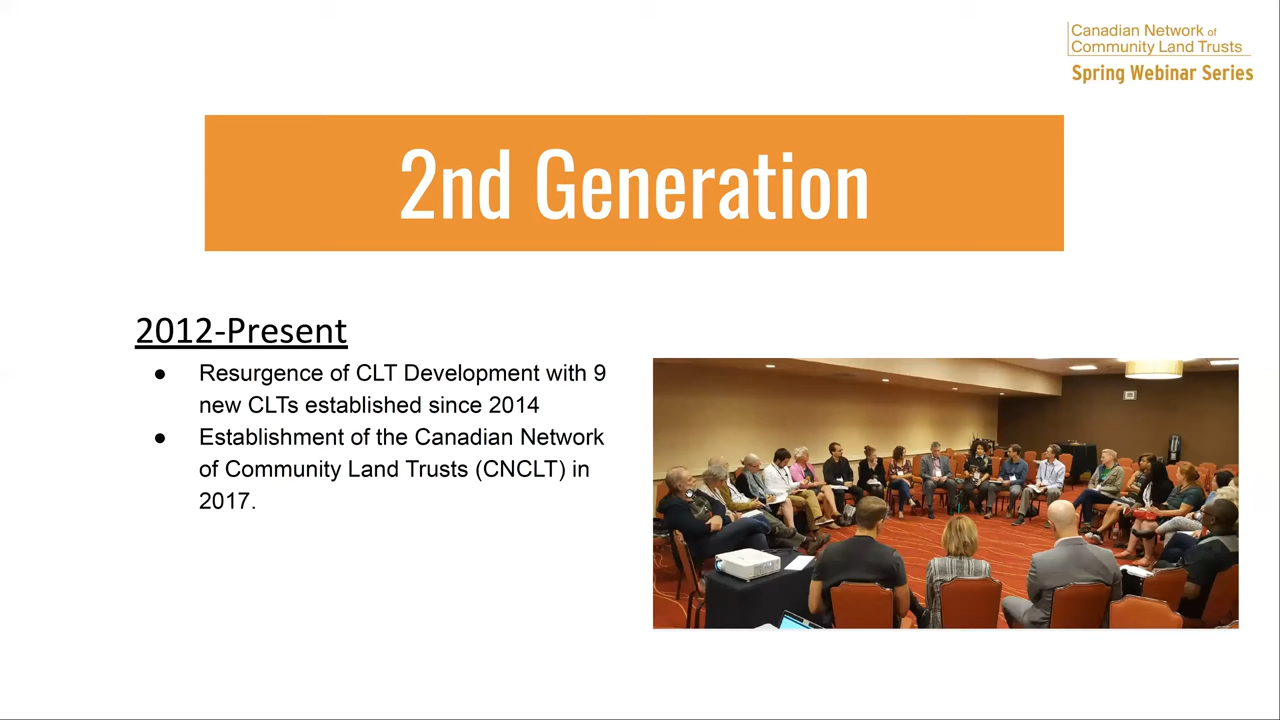 Canadian Network of
Community Land Trusts
Spring Webinar Series
2nd Generation
2012-Present
● Resurgence of CLT Development with 9
new CLTs established since 2014
● Establishment of the Canadian Network
of Community Land Trusts (CNCLT) in
2017.